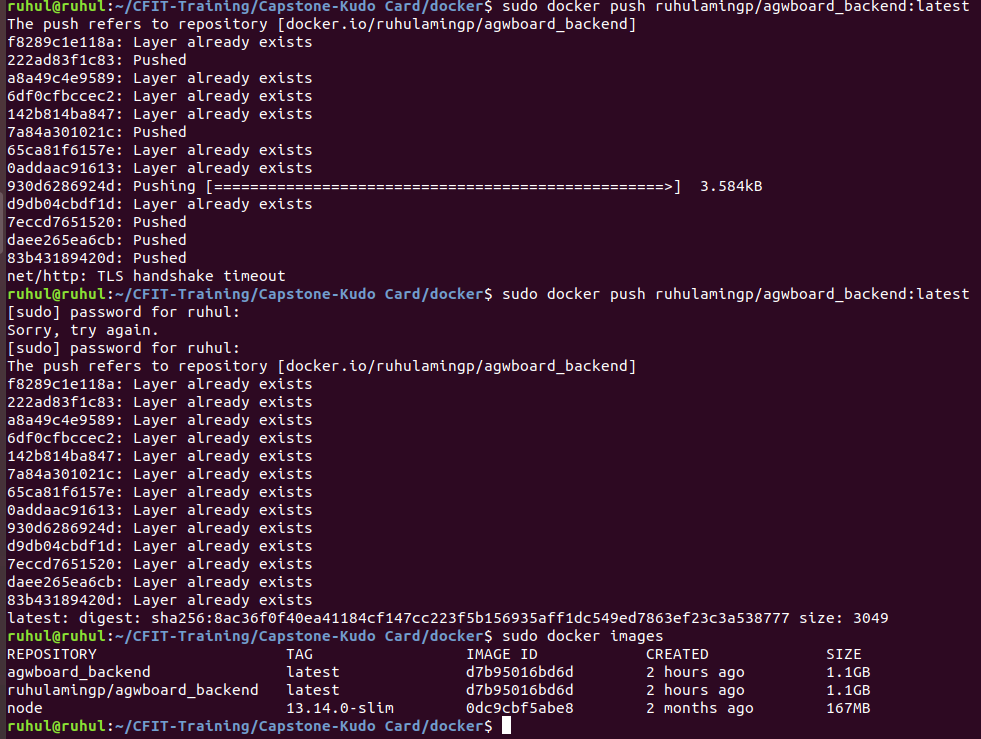 ruhul@ruhul:~/CFIT-Training/Capstone-Kudo Card/docker$ sudo docker push ruhulamingp/agwboard_backend:latest
The push refers to repository [docker.io/ruhulamingp/agwboard_backend]
f8289c1e118a: Layer already exists
222ad83f1c83: Pushed
a8a49c4e9589: Layer already exists
6df0cfbccec2: Layer already exists
142b814ba847: Layer already exists
7a84a301021c: Pushed
65ca81f6157e: Layer already exists
0addaac91613: Layer already exists
930d6286924d: Pushing [==================================================>]  3.584kB
d9db04cbdf1d: Layer already exists
7eccd7651520: Pushed
daee265ea6cb: Pushed
83b43189420d: Pushed
net/http: TLS handshake timeout
ruhul@ruhul:~/CFIT-Training/Capstone-Kudo Card/docker$ sudo docker push ruhulamingp/agwboard_backend:latest
[sudo] password for ruhul:
Sorry, try again.
[sudo] password for ruhul:
The push refers to repository [docker.io/ruhulamingp/agwboard_backend]
f8289c1e118a: Layer already exists
222ad83f1c83: Layer already exists
a8a49c4e9589: Layer already exists
6df0cfbccec2: Layer already exists
142b814ba847: Layer already exists
7a84a301021c: Layer already exists
65ca81f6157e: Layer already exists
0addaac91613: Layer already exists
930d6286924d: Layer already exists
d9db04cbdf1d: Layer already exists
7eccd7651520: Layer already exists
daee265ea6cb: Layer already exists
83b43189420d: Layer already exists
latest: digest: sha256:8ac36f0f40ea41184cf147cc223f5b156935aff1dc549ed7863ef23c3a538777 size: 3049
ruhul@ruhul:~/CFIT-Training/Capstone-Kudo Card/docker$ sudo docker images
REPOSITORY                     TAG                 IMAGE ID            CREATED             SIZE
agwboard_backend               latest              d7b95016bd6d        2 hours ago         1.1GB
ruhulamingp/agwboard_backend   latest              d7b95016bd6d        2 hours ago         1.1GB
node                           13.14.0-slim        0dc9cbf5abe8        2 months ago        167MB
ruhul@ruhul:~/CFIT-Training/Capstone-Kudo Card/docker$